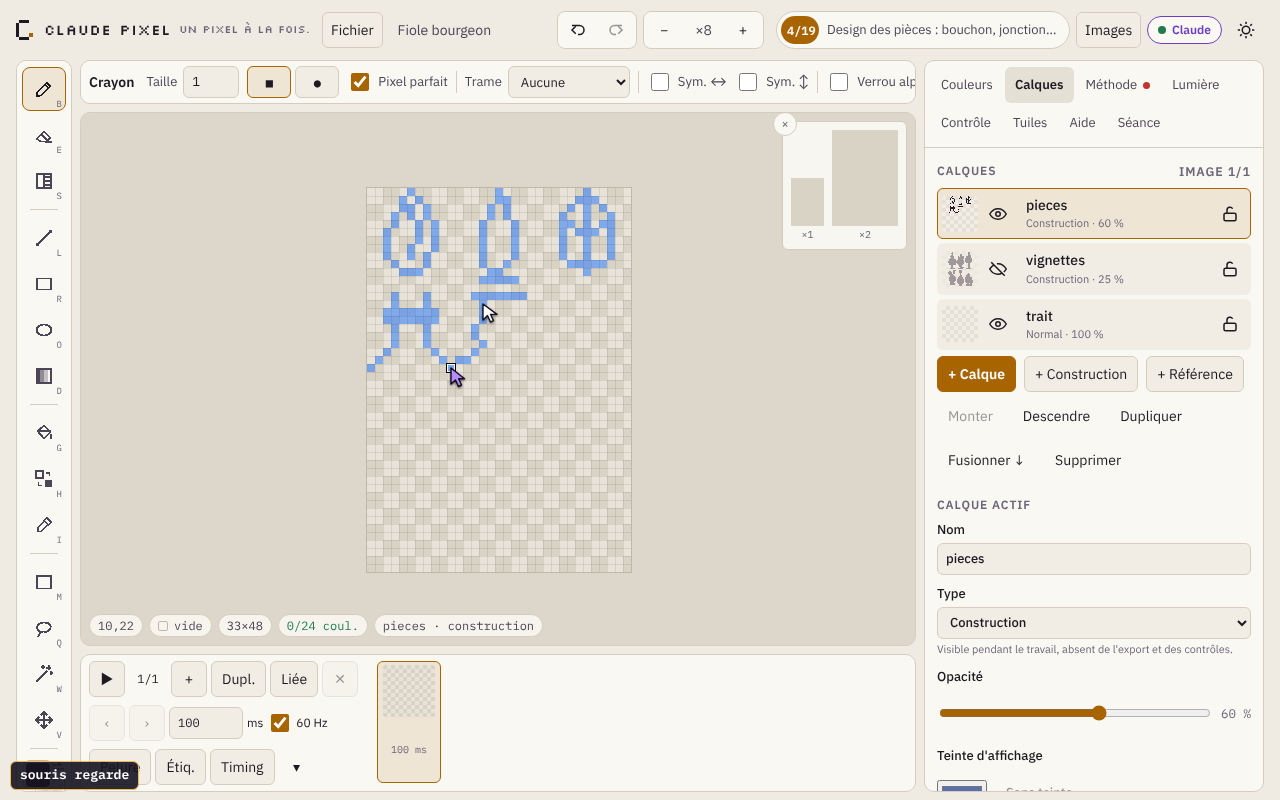 CLAUDE PIXEL UN PIXEL À LA FOIS.
Fichier
Fiole bourgeon
− ×8 +
4/19 Design des pièces : bouchon, jonction…
Images
Claude
Crayon Taille 1
Pixel parfait
Trame Aucune
Sym. ↔
Sym. ↕
Verrou alp
B
E
S
L
R
O
D
G
H
I
M
Q
W
V
×1 ×2
10,22
vide
33×48
0/24 coul.
pieces · construction
1/1
+
Dupl.
Liée
×
‹ ›
100 ms
60 Hz
Étiq.
Timing
100 ms
souris regarde
Couleurs
Calques
Méthode
Lumière
Contrôle
Tuiles
Aide
Séance
CALQUES IMAGE 1/1
pieces
Construction · 60 %
vignettes
Construction · 25 %
trait
Normal · 100 %
+ Calque
+ Construction
+ Référence
Monter
Descendre
Dupliquer
Fusionner ↓
Supprimer
CALQUE ACTIF
Nom
pieces
Type
Construction
Visible pendant le travail, absent de l'export et des contrôles.
Opacité
60 %
Teinte d'affichage